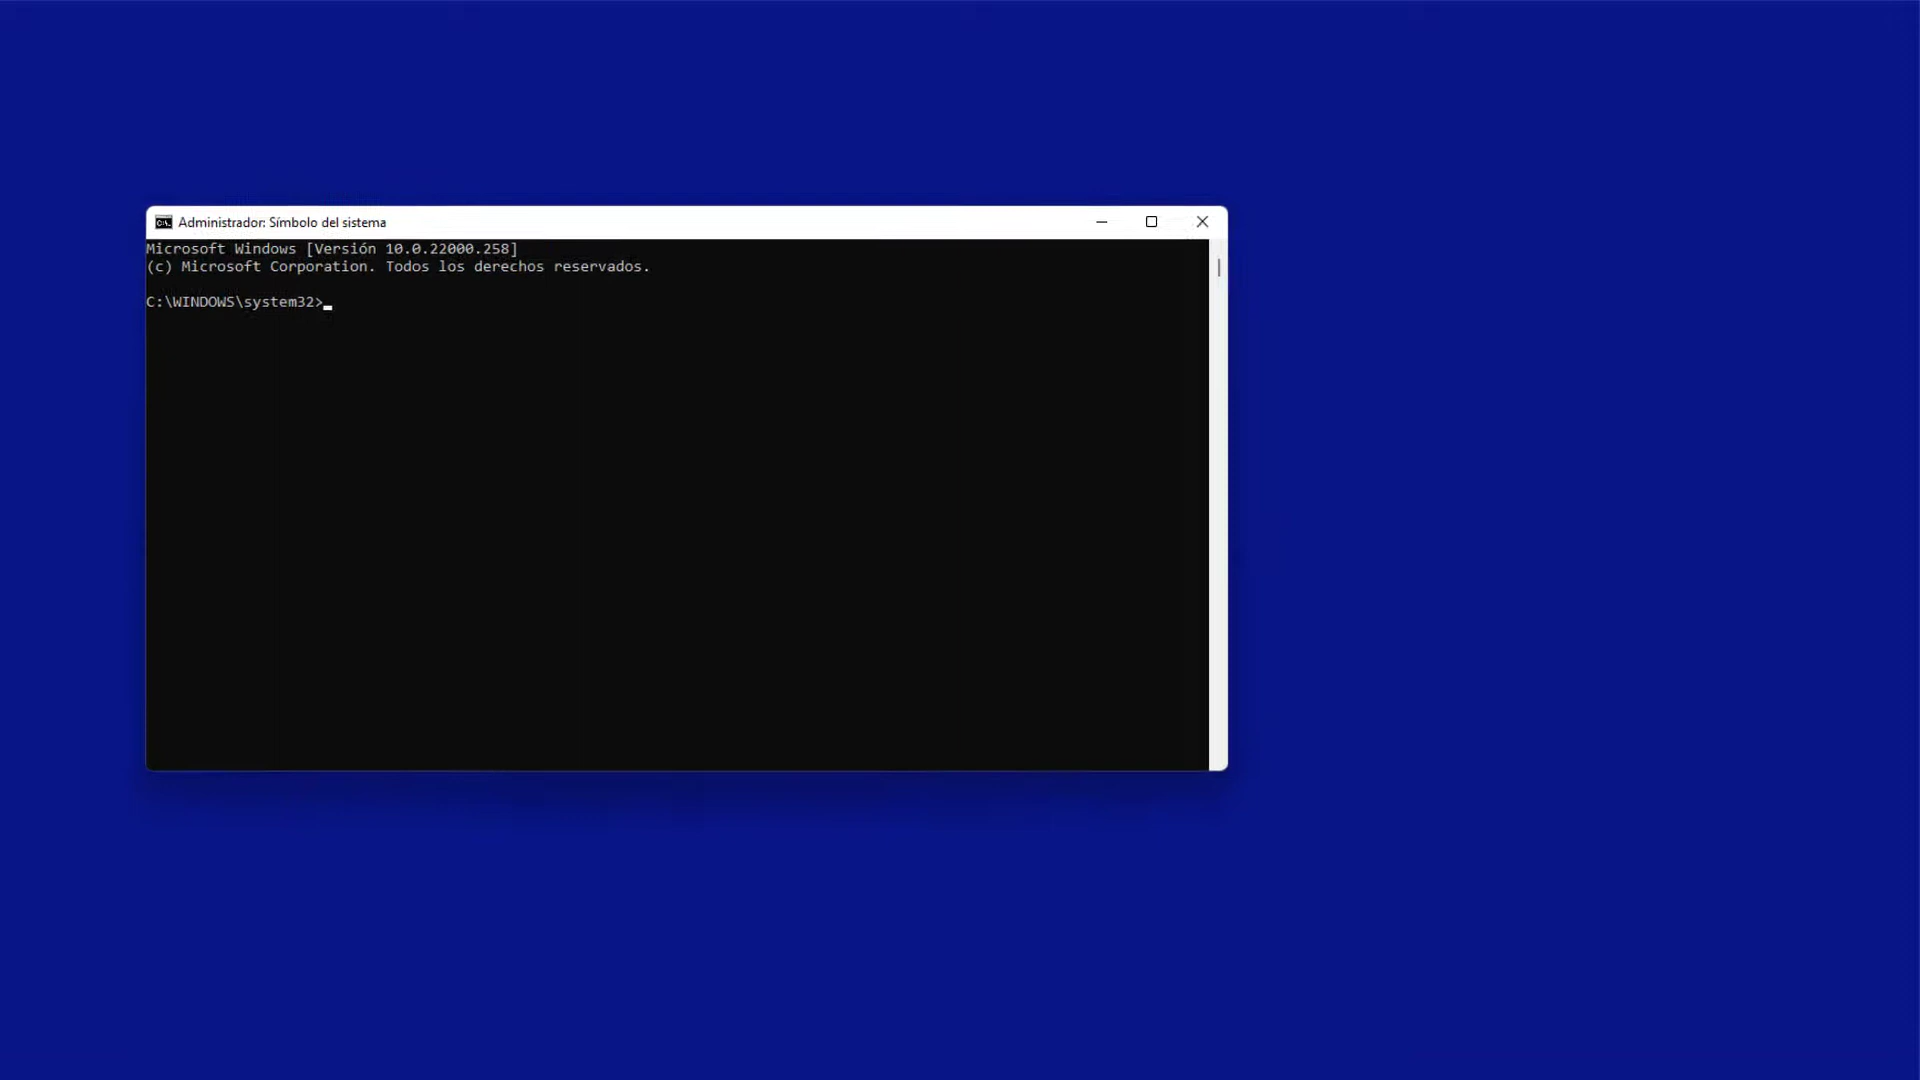 Administrador: Símbolo del sistema
Microsoft Windows [Versión 10.0.22000.258]
(c) Microsoft Corporation. Todos los derechos reservados.
C:\WINDOWS\system32>